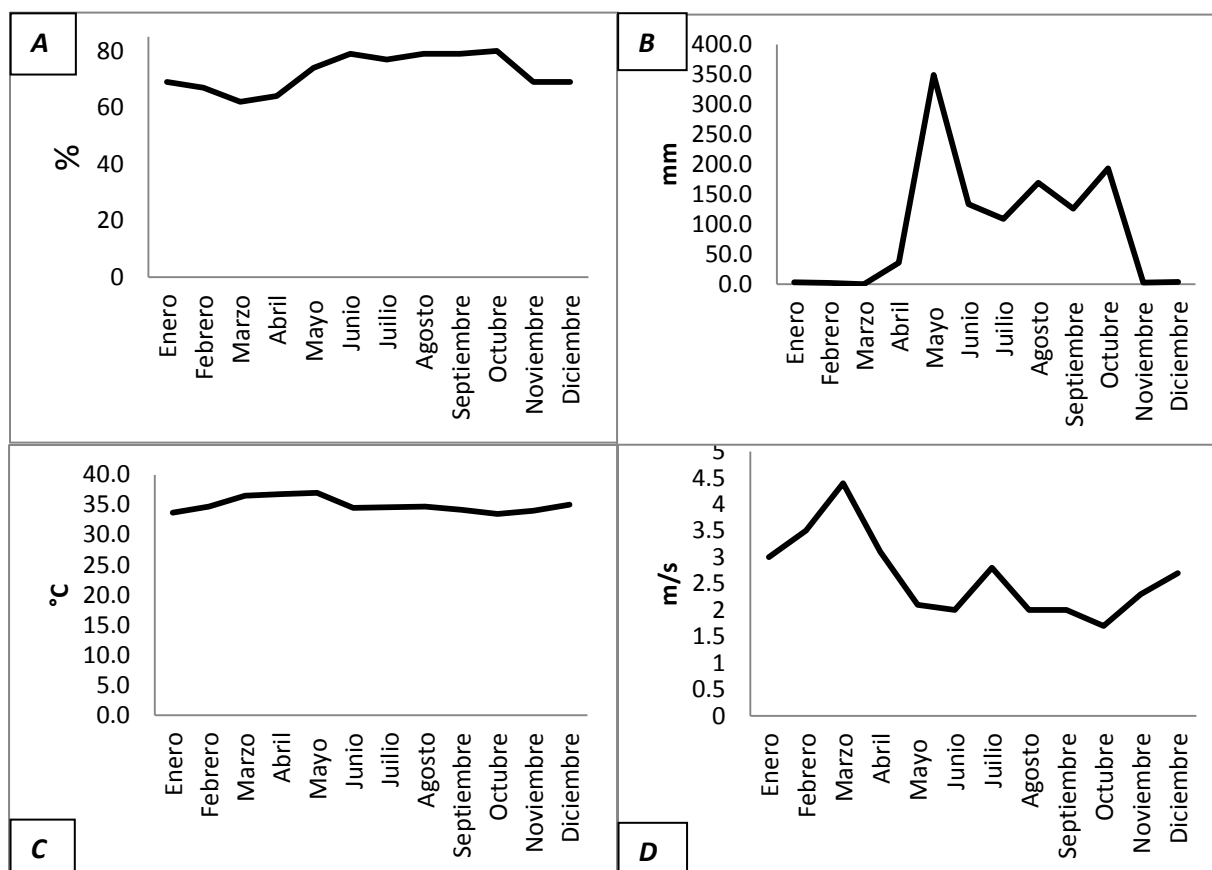 A
80
60
40
20
0
%
Enero
Febrero
Marzo
Abril
Mayo
Junio
Juilio
Agosto
Septiembre
Octubre
Noviembre
Diciembre
B
400.0
350.0
300.0
250.0
200.0
150.0
100.0
50.0
0.0
mm
Enero
Febrero
Marzo
Abril
Mayo
Junio
Juilio
Agosto
Septiembre
Octubre
Noviembre
Diciembre
40.0
35.0
30.0
25.0
20.0
15.0
10.0
5.0
0.0
°C
Enero
Febrero
Marzo
Abril
Mayo
Junio
Juilio
Agosto
Septiembre
Octubre
Noviembre
Diciembre
C
5
4.5
4
3.5
3
2.5
2
1.5
1
0.5
0
m/s
Enero
Febrero
Marzo
Abril
Mayo
Junio
Julio
Agosto
Septiembre
Octubre
Noviembre
Diciembre
D